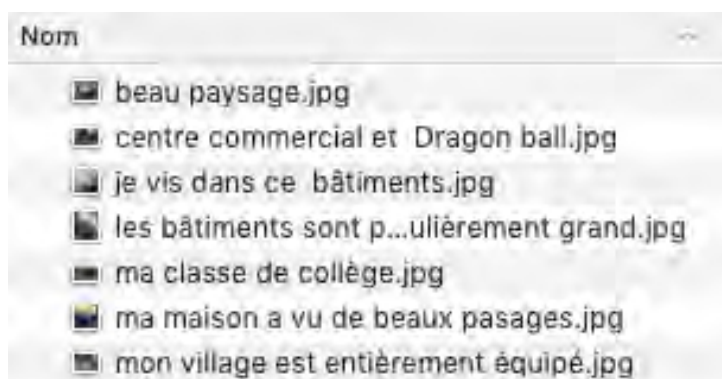 Nom
beau paysage.jpg
centre commercial et Dragon ball.jpg
je vis dans ce bâtiments.jpg
les bâtiments sont p...ulièrement grand.jpg
ma classe de collège.jpg
ma maison a vu de beaux pasages.jpg
mon village est entièrement équipé.jpg